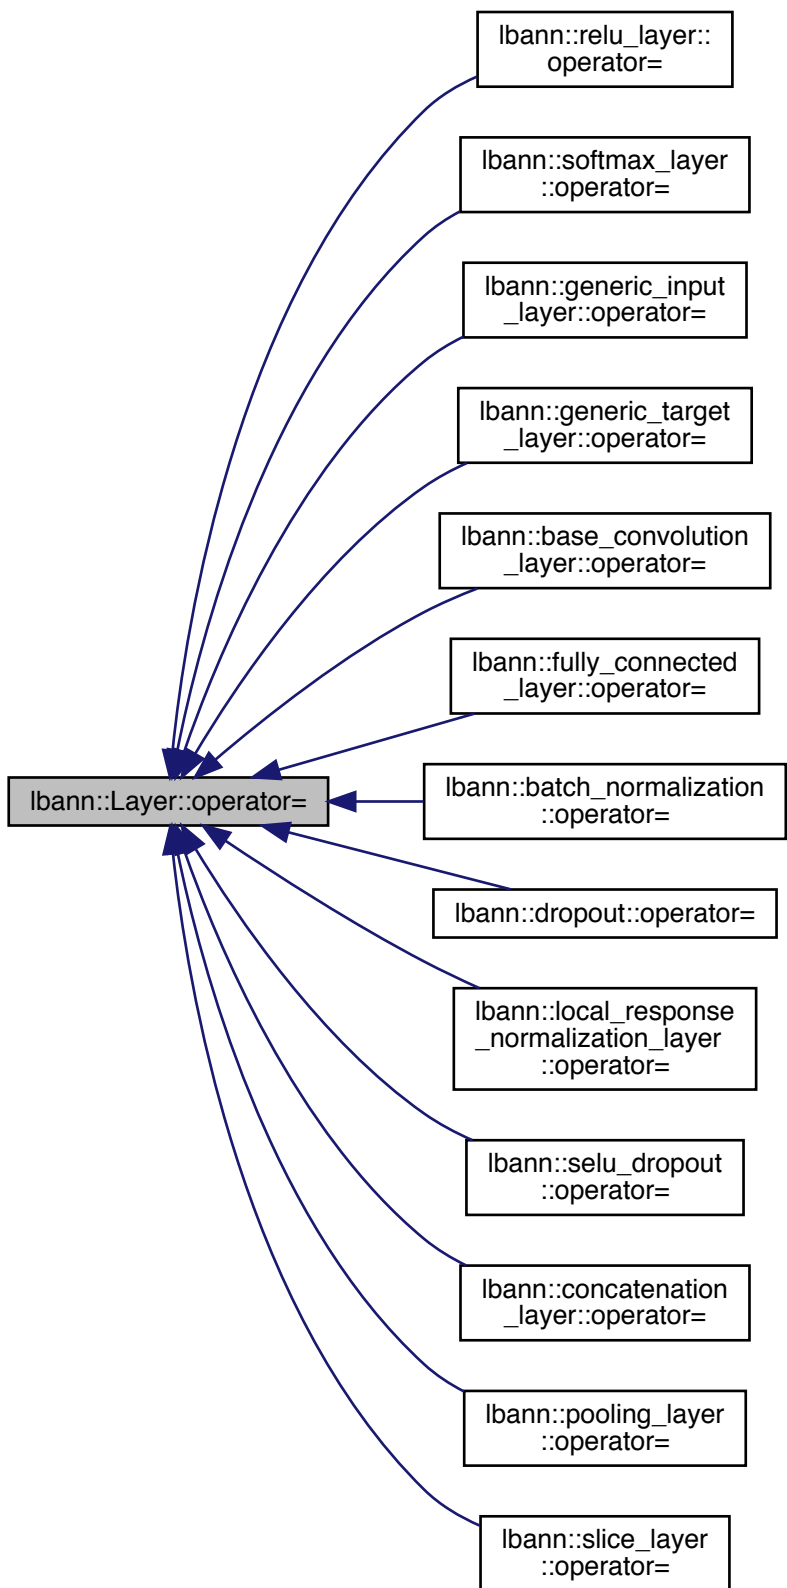 lbann::relu_layer::
operator=
lbann::softmax_layer
::operator=
lbann::generic_input
_layer::operator=
lbann::generic_target
_layer::operator=
lbann::base_convolution
_layer::operator=
lbann::fully_connected
_layer::operator=
lbann::Layer::operator=
lbann::batch_normalization
::operator=
lbann::dropout::operator=
lbann::local_response
_normalization_layer
::operator=
lbann::selu_dropout
::operator=
lbann::concatenation
_layer::operator=
lbann::pooling_layer
::operator=
lbann::slice_layer
::operator=